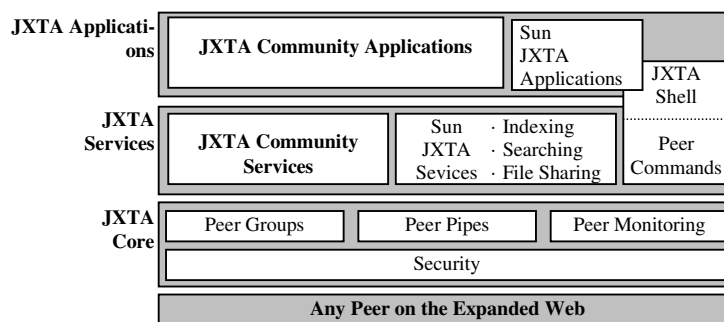 JXTA Applicati-
ons
JXTA Community Applications
Sun
JXTA
Applications
JXTA
Shell
JXTA
Services
JXTA Community
Services
Sun · Indexing
JXTA · Searching
Sevices · File Sharing
Peer
Commands
JXTA
Core
Peer Groups
Peer Pipes
Peer Monitoring
Security
Any Peer on the Expanded Web